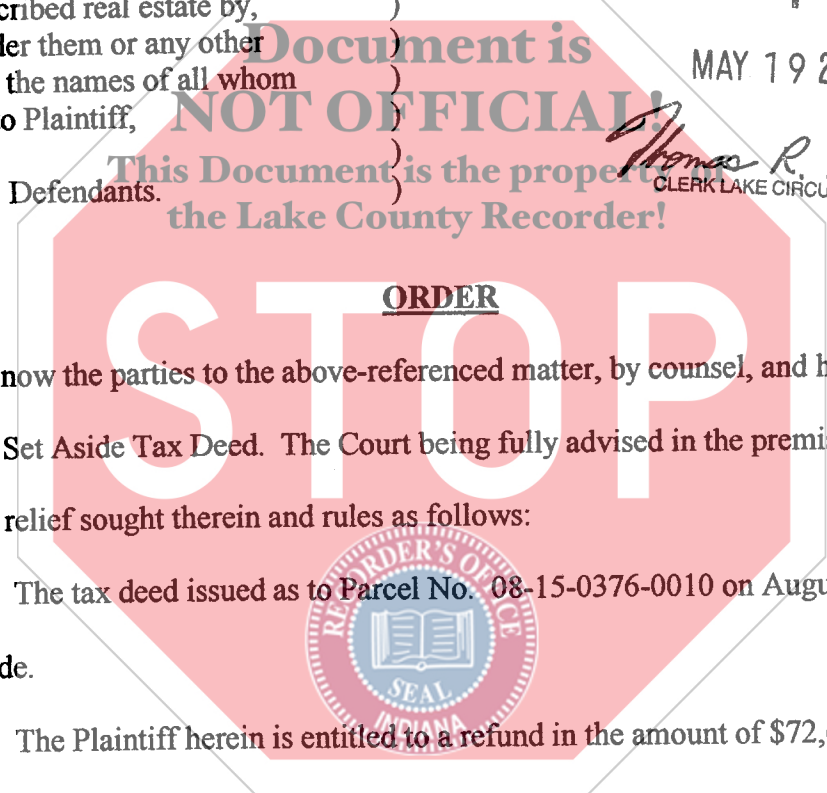 cribed real estate by, )
der them or any other )
the names of all whom )
o Plaintiff, )
)
Defendants. )
Document is
NOT OFFICIAL!
This Document is the property of
the Lake County Recorder!
MAY 19 2
Thomas R.
CLERK LAKE CIRCU
ORDER
now the parties to the above-referenced matter, by counsel, and h
Set Aside Tax Deed. The Court being fully advised in the premi
relief sought therein and rules as follows:
The tax deed issued as to Parcel No. 08-15-0376-0010 on Augu
de.
The Plaintiff herein is entitled to a refund in the amount of $72,
STOP
RECORDER'S OFFICE
SEAL
INDIANA